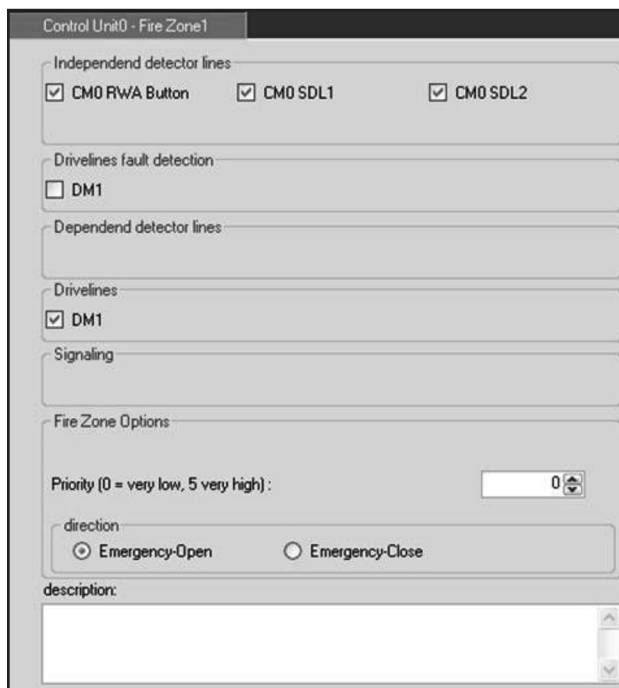 Control Unit0 - Fire Zone1
Independend detector lines
CM0 RWA Button CM0 SDL1 CM0 SDL2
Drivelines fault detection
DM1
Dependend detector lines
Drivelines
DM1
Signaling
Fire Zone Options
Priority (0 = very low, 5 very high) : 0
direction
Emergency-Open Emergency-Close
description: